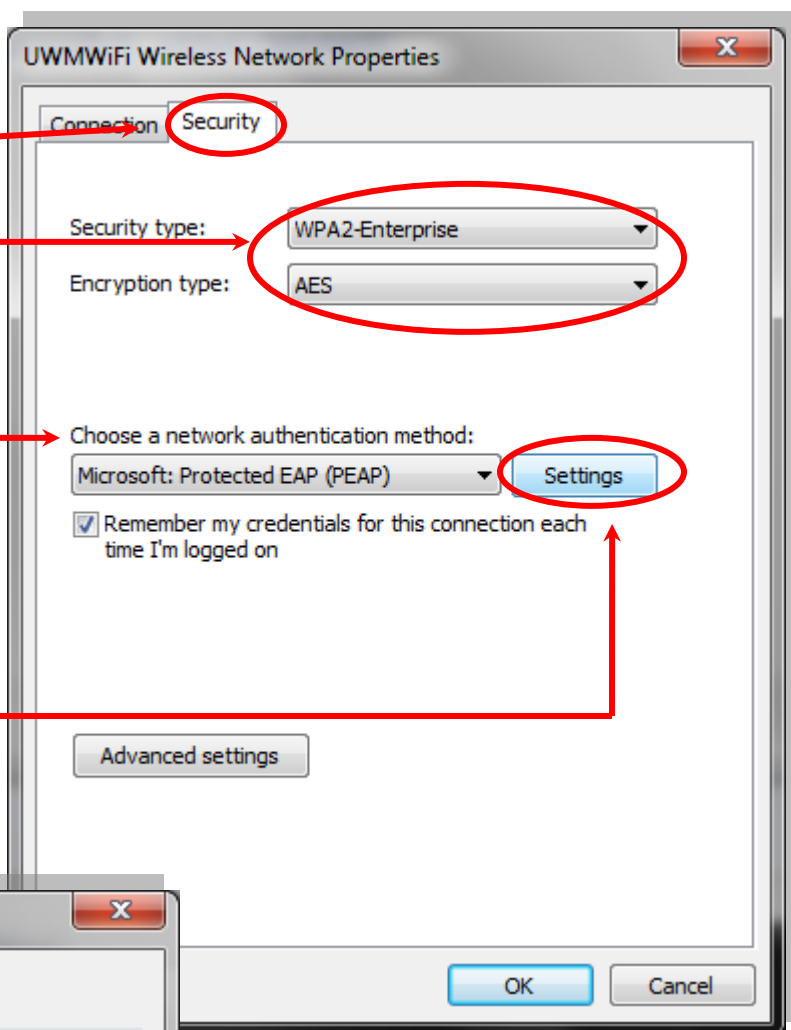 UWMWiFi Wireless Network Properties
Connection Security
Security type: WPA2-Enterprise
Encryption type: AES
Choose a network authentication method:
Microsoft: Protected EAP (PEAP) Settings
Remember my credentials for this connection each
time I'm logged on
Advanced settings
OK Cancel